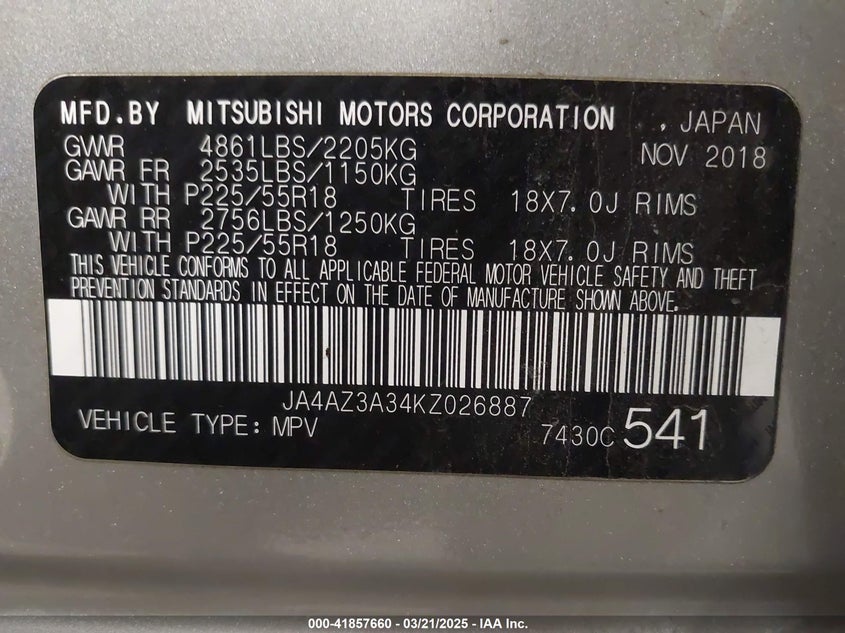 MFD.BY MITSUBISHI MOTORS CORPORATION , JAPAN
GVWR 4861LBS/2205KG NOV 2018
GAWR FR 2535LBS/1150KG
WITH P225/55R18 TIRES 18X7.0J RIMS
GAWR RR 2756LBS/1250KG
WITH P225/55R18 TIRES 18X7.0J RIMS
THIS VEHICLE CONFORMS TO ALL APPLICABLE FEDERAL MOTOR VEHICLE SAFETY AND THEFT
PREVENTION STANDARDS IN EFFECT ON THE DATE OF MANUFACTURE SHOWN ABOVE.
JA4AZ3A34KZ026887
VEHICLE TYPE: MPV 7430C 541
000-41857660 - 03/21/2025 - IAA Inc.